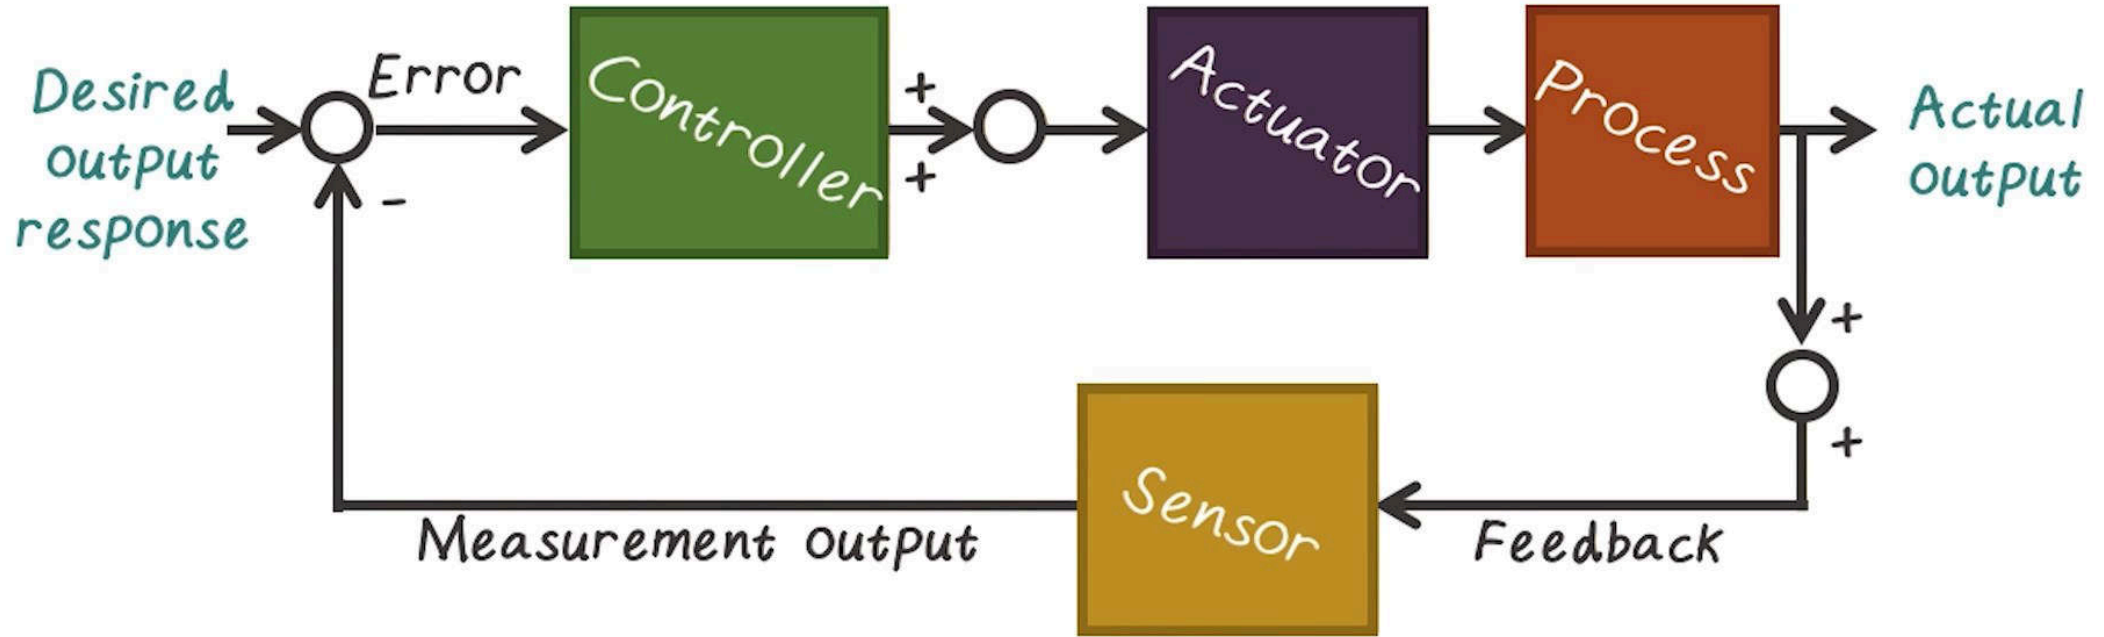 Desired
output
response
Error
-
Controller
+
+
Actuator
Process
Actual
output
+
+
Sensor
Measurement output
Feedback